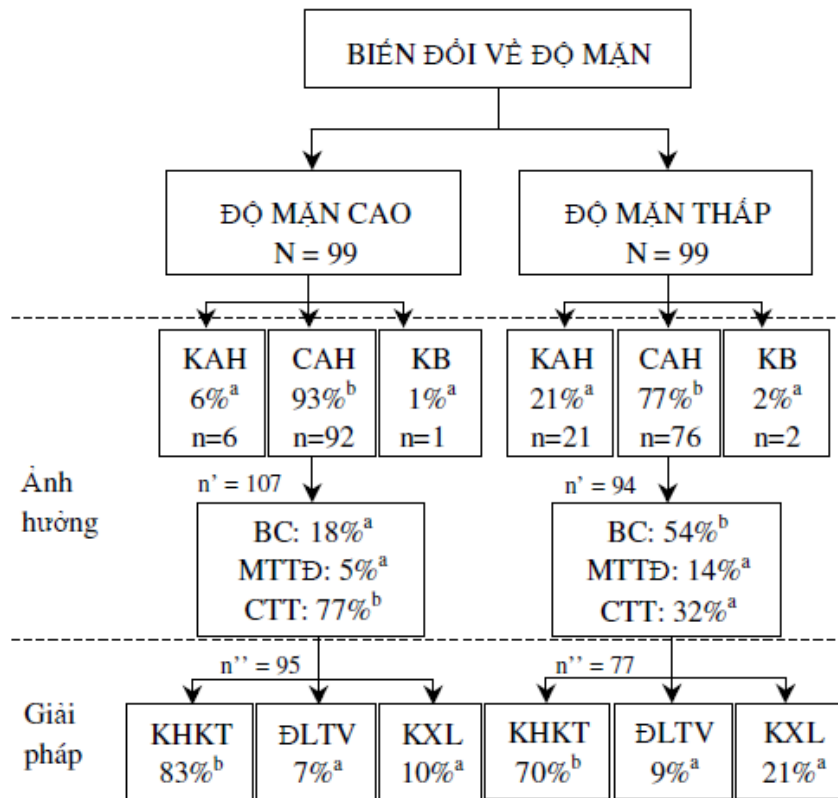 BIẾN ĐỔI VỀ ĐỘ MẶN
ĐỘ MẶN CAO
N = 99
ĐỘ MẶN THẤP
N = 99
Ảnh
hưởng
KAH
6%ᵃ
n=6
CAH
93%ᵇ
n=92
KB
1%ᵃ
n=1
KAH
21%ᵃ
n=21
CAH
77%ᵇ
n=76
KB
2%ᵃ
n=2
n' = 107
BC: 18%ᵃ
MTTĐ: 5%ᵃ
CTT: 77%ᵇ
n' = 94
BC: 54%ᵇ
MTTĐ: 14%ᵃ
CTT: 32%ᵃ
Giải
pháp
n'' = 95
KHKT
83%ᵇ
ĐLTV
7%ᵃ
KXL
10%ᵃ
n'' = 77
KHKT
70%ᵇ
ĐLTV
9%ᵃ
KXL
21%ᵃ